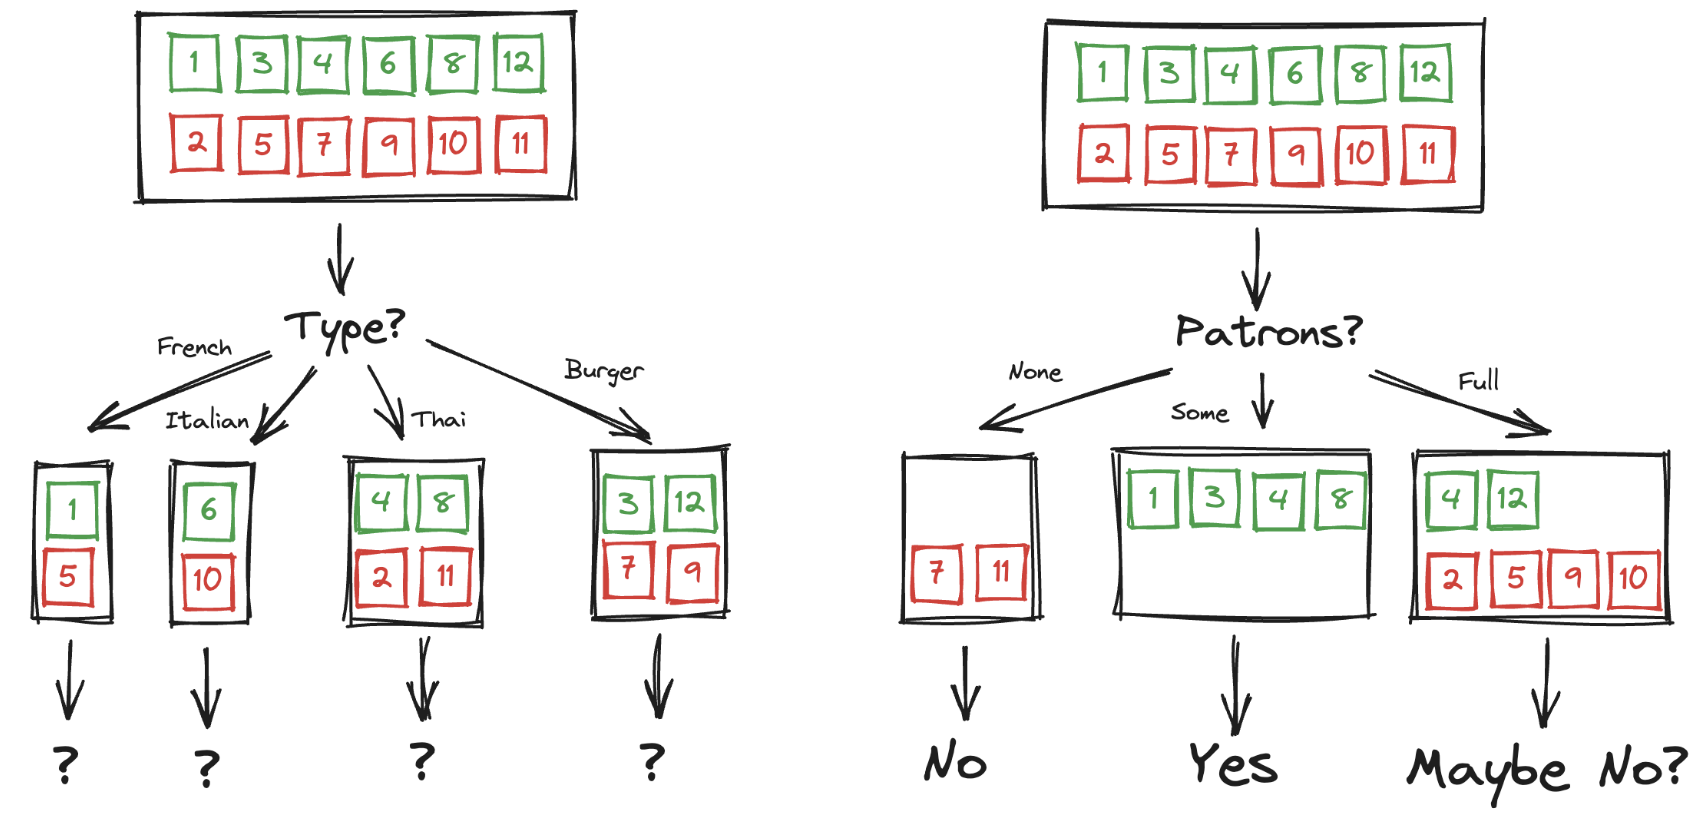 1 3 4 6 8 12
2 5 7 9 10 11
Type?
French
Italian
Thai
Burger
1
5
6
10
4 8
2 11
3 12
7 9
?
?
?
?
1 3 4 6 8 12
2 5 7 9 10 11
Patrons?
None
Some
Full
7 11
1 3 4 8
4 12
2 5 9 10
No
Yes
Maybe No?